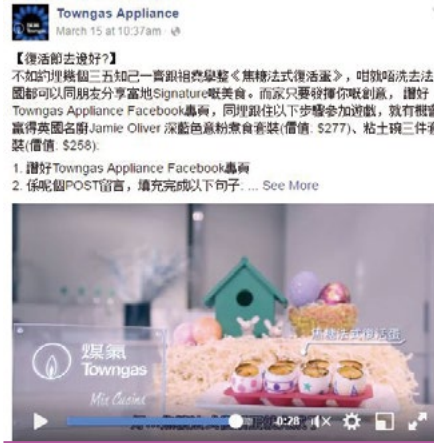 Towngas Appliance
March 15 at 10:37am ·
【復活節去邊好?】
不如約埋幾個三五知己一齊跟祖堯學整《焦糖法式復活蛋》，咁就唔洗去法
國都可以同朋友分享當地Signature嘅美食。而家只要發揮你嘅創意，讚好
Towngas Appliance Facebook專頁，同埋跟住以下步驟參加遊戲，就有機會
贏得英國名廚Jamie Oliver 深藍色意粉煮食套裝(價值: $277)、粘土碗三件套
裝(價值: $258):
1. 讚好Towngas Appliance Facebook專頁
2. 係呢個POST留言，填充完成以下句子: ... See More
焦糖法式復活蛋
煤氣
Towngas
Mia Cucina
-0:28